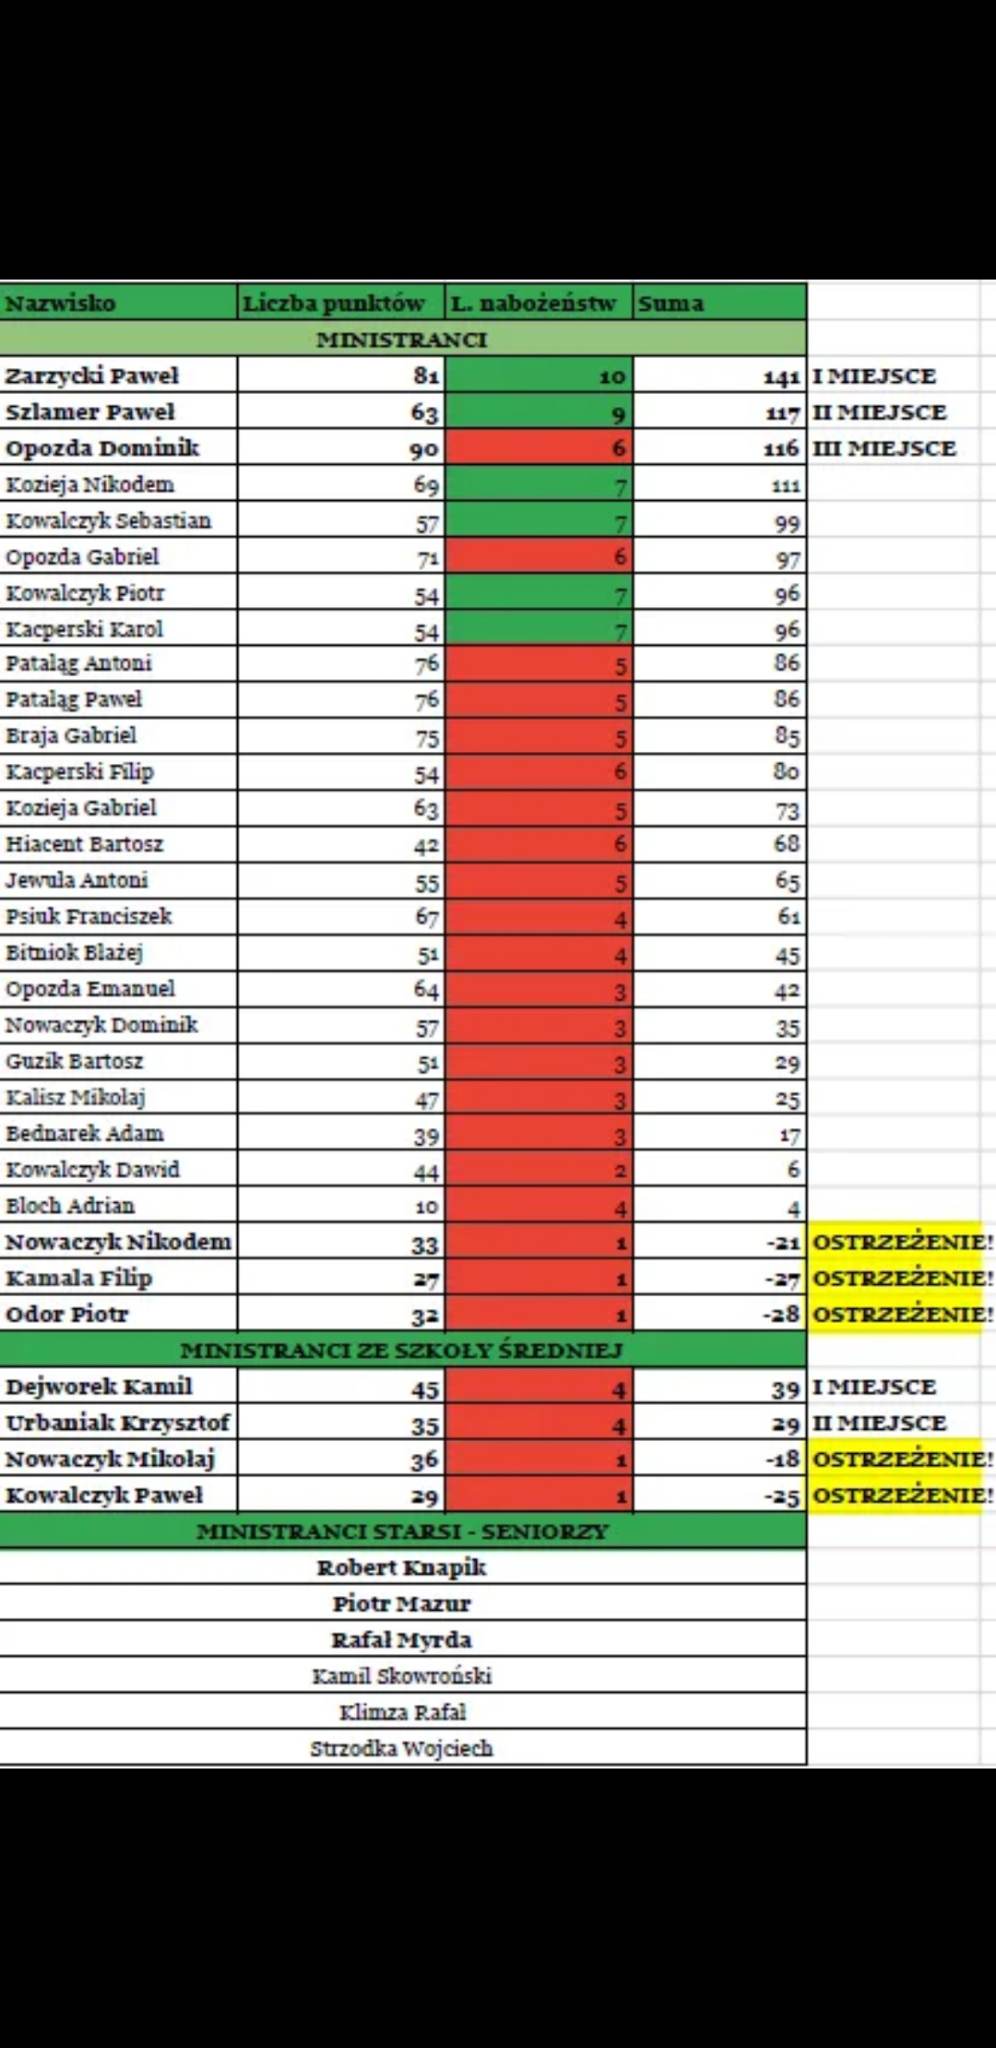 Nazwisko Liczba punktów L. nabożeństw Suma
MINISTRANCI
Zarzycki Paweł 81 10 141 I MIEJSCE
Szlamer Paweł 63 9 117 II MIEJSCE
Opozda Dominik 90 6 116 III MIEJSCE
Kozieja Nikodem 69 7 111
Kowalczyk Sebastian 57 7 99
Opozda Gabriel 71 6 97
Kowalczyk Piotr 54 7 96
Kacperski Karol 54 7 96
Pataląg Antoni 76 5 86
Pataląg Paweł 76 5 86
Braja Gabriel 75 5 85
Kacperski Filip 54 6 80
Kozieja Gabriel 63 5 73
Hiacent Bartosz 42 6 68
Jewuła Antoni 55 5 65
Psiuk Franciszek 67 4 61
Bitniok Błażej 51 4 45
Opozda Emanuel 64 3 42
Nowaczyk Dominik 57 3 35
Guzik Bartosz 51 3 29
Kalisz Mikołaj 47 3 25
Bednarek Adam 39 3 17
Kowalczyk Dawid 44 2 6
Bloch Adrian 10 4 4
Nowaczyk Nikodem 33 1 -21 OSTRZEŻENIE!
Kamala Filip 27 1 -27 OSTRZEŻENIE!
Odor Piotr 32 1 -28 OSTRZEŻENIE!
MINISTRANCI ZE SZKOŁY ŚREDNIEJ
Dejworek Kamil 45 4 39 I MIEJSCE
Urbaniak Krzysztof 35 4 29 II MIEJSCE
Nowaczyk Mikołaj 36 1 -18 OSTRZEŻENIE!
Kowalczyk Paweł 29 1 -25 OSTRZEŻENIE!
MINISTRANCI STARSI - SENIORZY
Robert Knapik
Piotr Mazur
Rafał Myrda
Kamil Skowroński
Klimza Rafał
Strzodka Wojciech